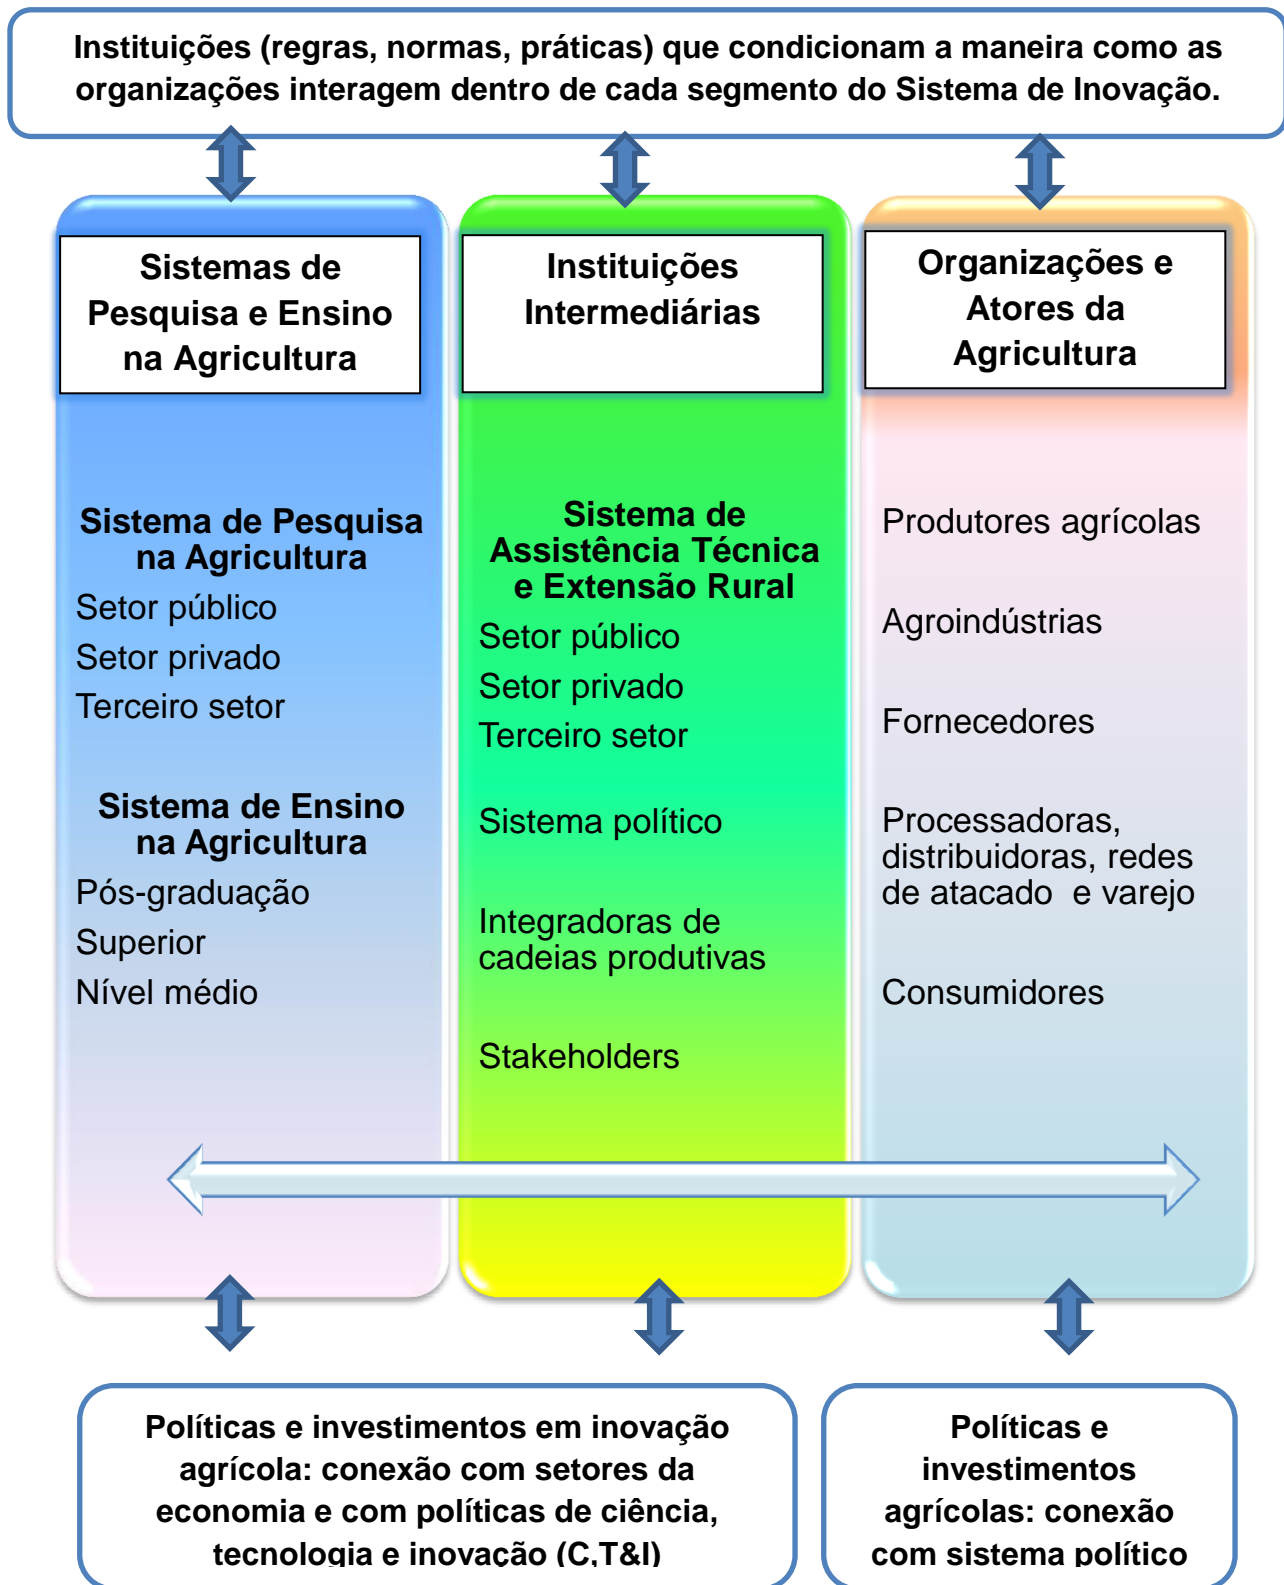 Instituições (regras, normas, práticas) que condicionam a maneira como as
organizações interagem dentro de cada segmento do Sistema de Inovação.
Sistemas de
Pesquisa e Ensino
na Agricultura
Sistema de Pesquisa
na Agricultura
Setor público
Setor privado
Terceiro setor
Sistema de Ensino
na Agricultura
Pós-graduação
Superior
Nível médio
Instituições
Intermediárias
Sistema de
Assistência Técnica
e Extensão Rural
Setor público
Setor privado
Terceiro setor
Sistema político
Integradoras de
cadeias produtivas
Stakeholders
Organizações e
Atores da
Agricultura
Produtores agrícolas
Agroindústrias
Fornecedores
Processadoras,
distribuidoras, redes
de atacado e varejo
Consumidores
Políticas e investimentos em inovação
agrícola: conexão com setores da
economia e com políticas de ciência,
tecnologia e inovação (C,T&I)
Políticas e
investimentos
agrícolas: conexão
com sistema político